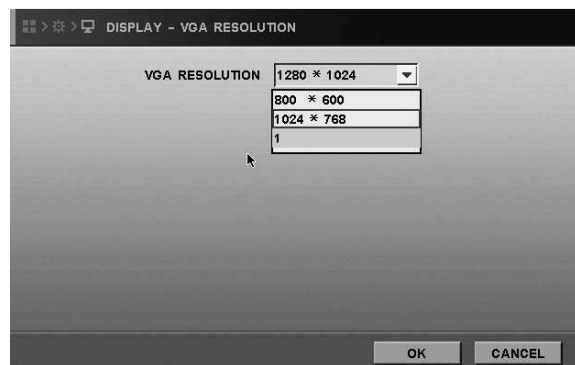 DISPLAY - VGA RESOLUTION
VGA RESOLUTION 1280 * 1024
800 * 600
1024 * 768
1
OK CANCEL